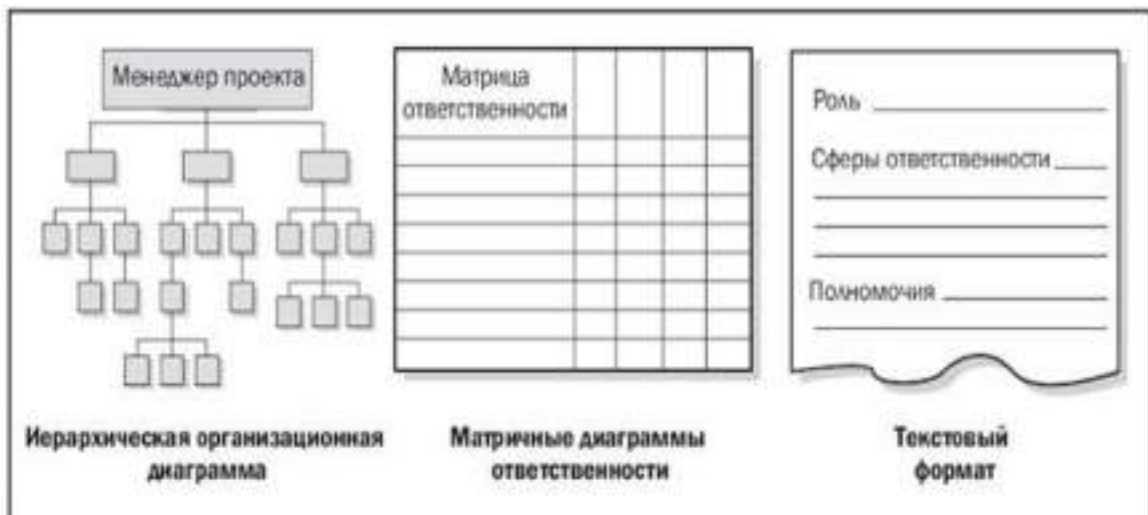 Менеджер проекта
Матрица
ответственности
Роль
Сферы ответственности
Полномочия
Иерархическая организационная
диаграмма
Матричные диаграммы
ответственности
Текстовый
формат